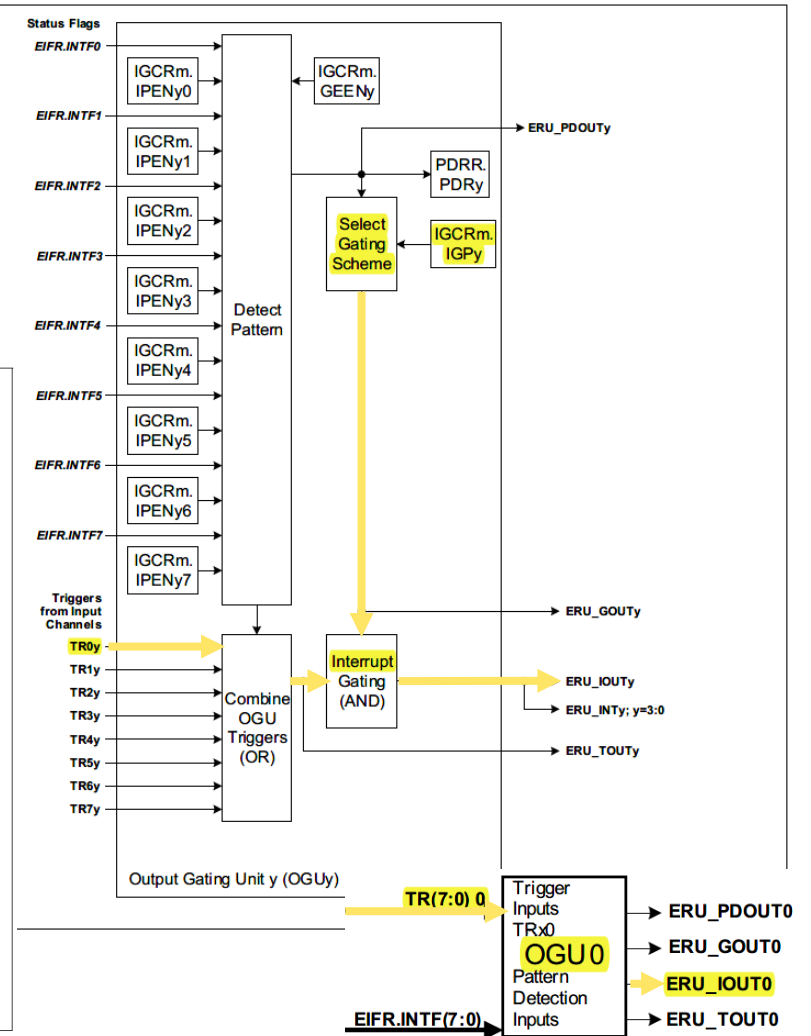 Status Flags
EIFR.INTF0
IGCRm.
IPENy0
IGCRm.
GEENy
EIFR.INTF1
ERU_PDOUTy
IGCRm.
IPENy1
PDRR.
PDRy
EIFR.INTF2
IGCRm.
IPENy2
Select
Gating
Scheme
IGCRm.
IGPy
EIFR.INTF3
IGCRm.
IPENy3
Detect
Pattern
EIFR.INTF4
IGCRm.
IPENy4
EIFR.INTF5
IGCRm.
IPENy5
EIFR.INTF6
IGCRm.
IPENy6
EIFR.INTF7
IGCRm.
IPENy7
Triggers
from Input
Channels
ERU_GOUTy
TR0y
TR1y
TR2y
TR3y
TR4y
TR5y
TR6y
TR7y
Combine
OGU
Triggers
(OR)
Interrupt
Gating
(AND)
ERU_IOUTy
ERU_INTy; y=3:0
ERU_TOUTy
Output Gating Unit y (OGUy)
TR(7:0) 0
Trigger
Inputs
TRx0
OGU0
Pattern
Detection
Inputs
EIFR.INTF(7:0)
ERU_PDOUT0
ERU_GOUT0
ERU_IOUT0
ERU_TOUT0